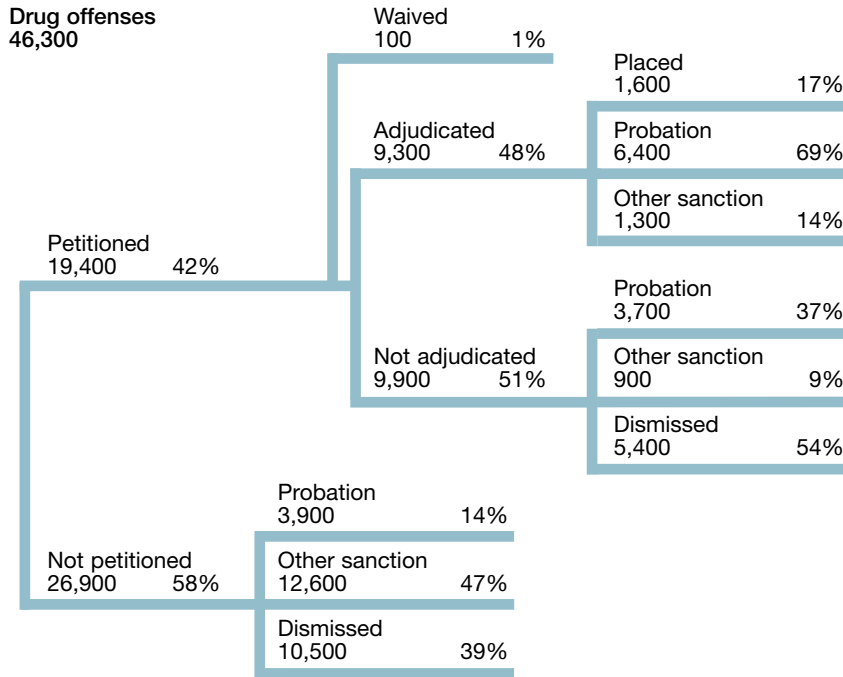 Drug offenses
46,300
Waived
100 1%
Placed
1,600 17%
Adjudicated
9,300 48%
Probation
6,400 69%
Other sanction
1,300 14%
Petitioned
19,400 42%
Probation
3,700 37%
Not adjudicated
9,900 51%
Other sanction
900 9%
Dismissed
5,400 54%
Probation
3,900 14%
Not petitioned
26,900 58%
Other sanction
12,600 47%
Dismissed
10,500 39%